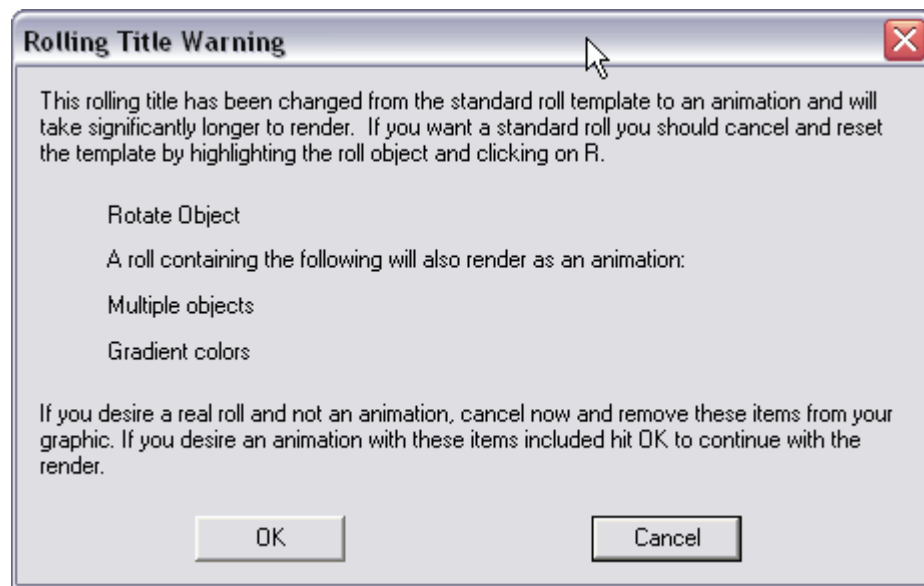 Rolling Title Warning
This rolling title has been changed from the standard roll template to an animation and will
take significantly longer to render.  If you want a standard roll you should cancel and reset
the template by highlighting the roll object and clicking on R.
Rotate Object
A roll containing the following will also render as an animation:
Multiple objects
Gradient colors
If you desire a real roll and not an animation, cancel now and remove these items from your
graphic. If you desire an animation with these items included hit OK to continue with the
render.
OK
Cancel